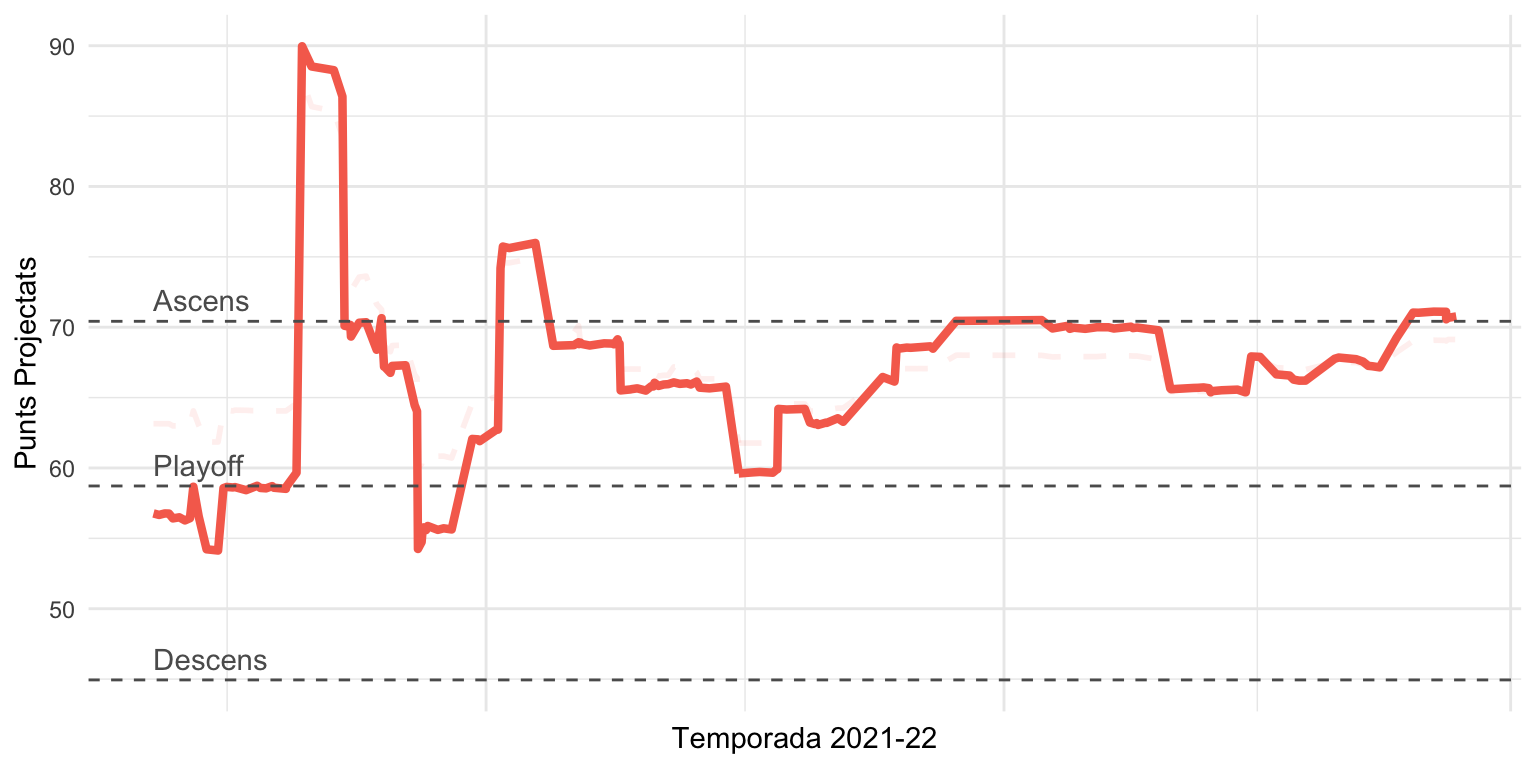 90
80
70
60
50
Punts Projectats
Ascens
Playoff
Descens
Temporada 2021-22